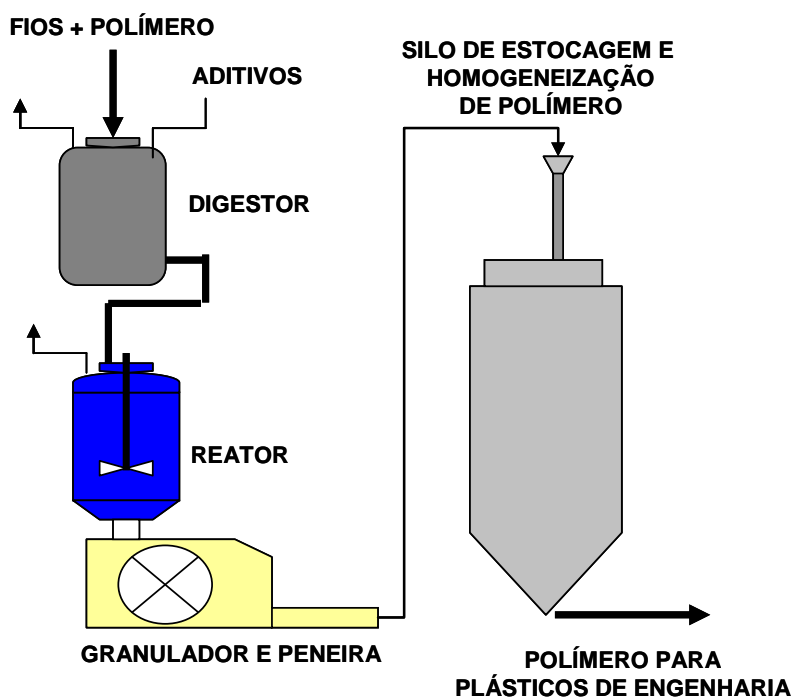 FIOS + POLÍMERO
ADITIVOS
SILO DE ESTOCAGEM E
HOMOGENEIZAÇÃO
DE POLÍMERO
DIGESTOR
REATOR
GRANULADOR E PENEIRA
POLÍMERO PARA
PLÁSTICOS DE ENGENHARIA